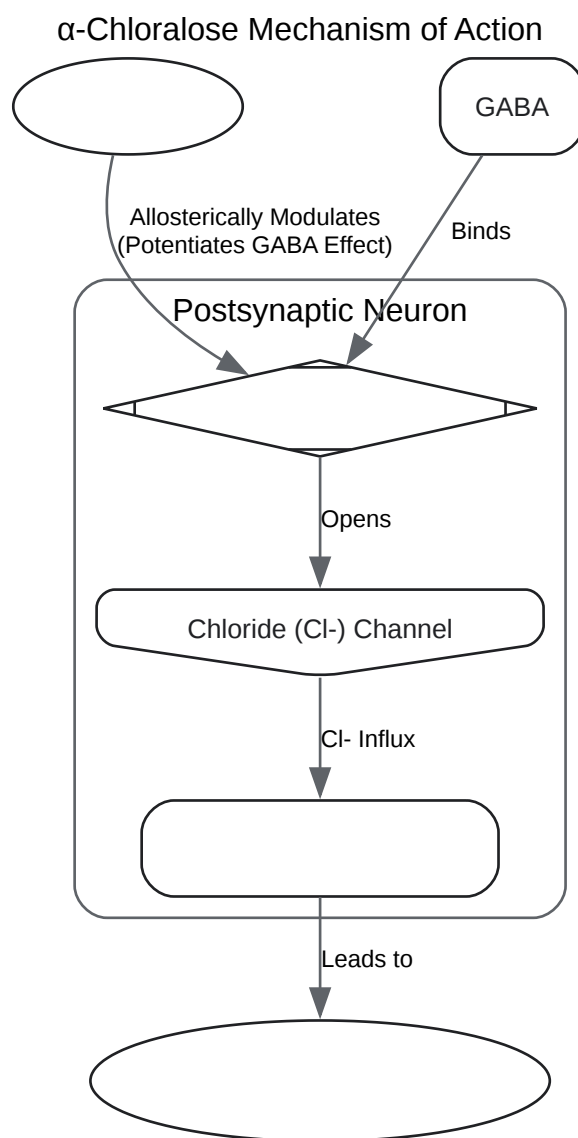 α-Chloralose Mechanism of Action
GABA
Allosterically Modulates
(Potentiates GABA Effect)
Binds
Postsynaptic Neuron
Opens
Chloride (Cl-) Channel
Cl- Influx
Leads to